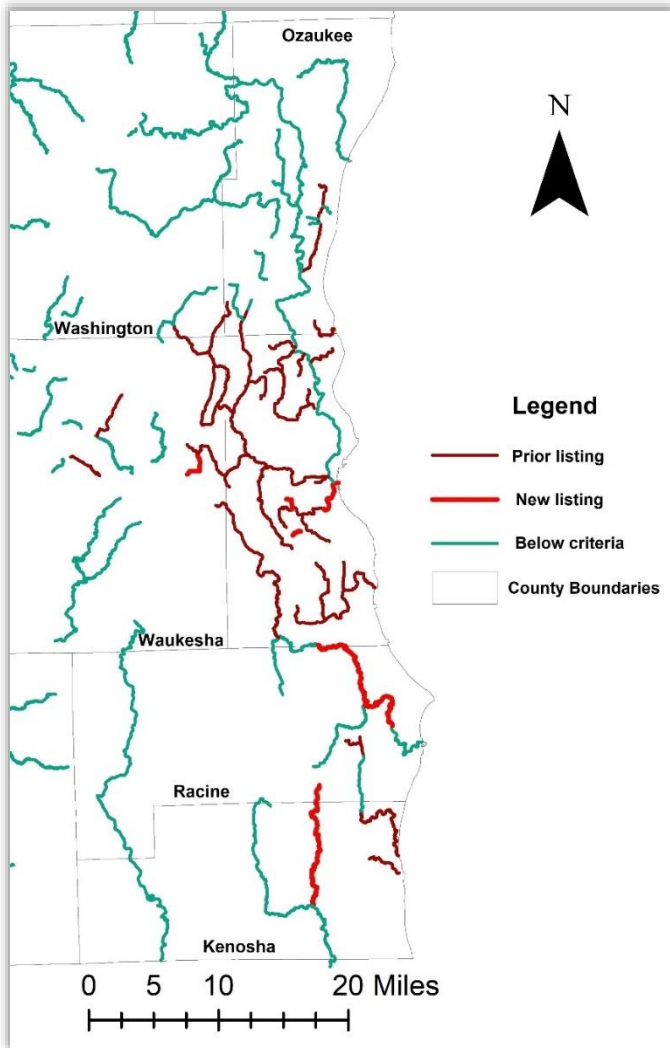 Ozaukee
N
Washington
Legend
Prior listing
New listing
Below criteria
County Boundaries
Waukesha
Racine
Kenosha
0 5 10 20 Miles